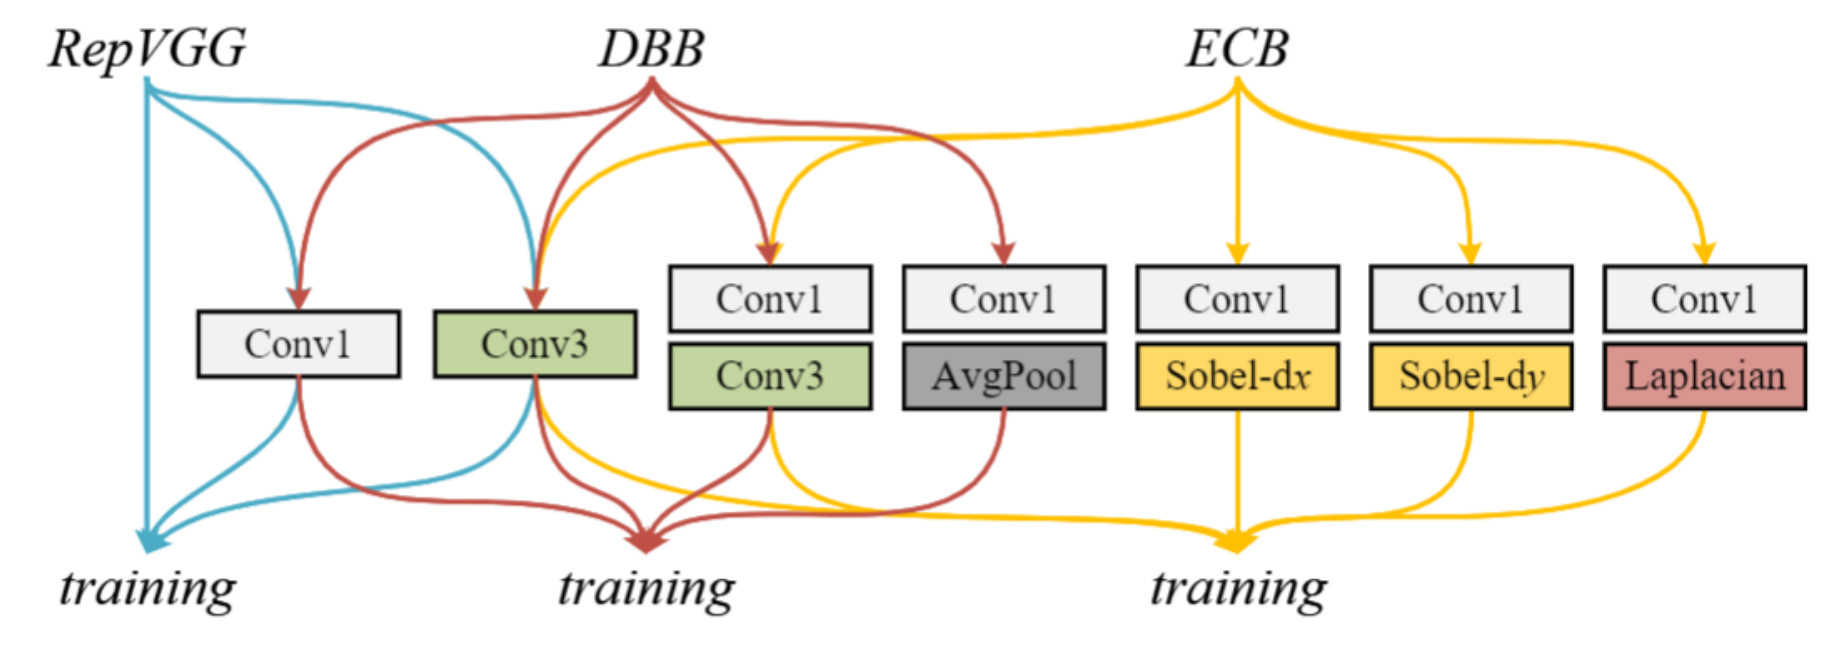 RepVGG DBB ECB
Conv1 Conv1 Conv1 Conv1 Conv1
Conv1 Conv3
Conv3 AvgPool Sobel-dx Sobel-dy Laplacian
training training training